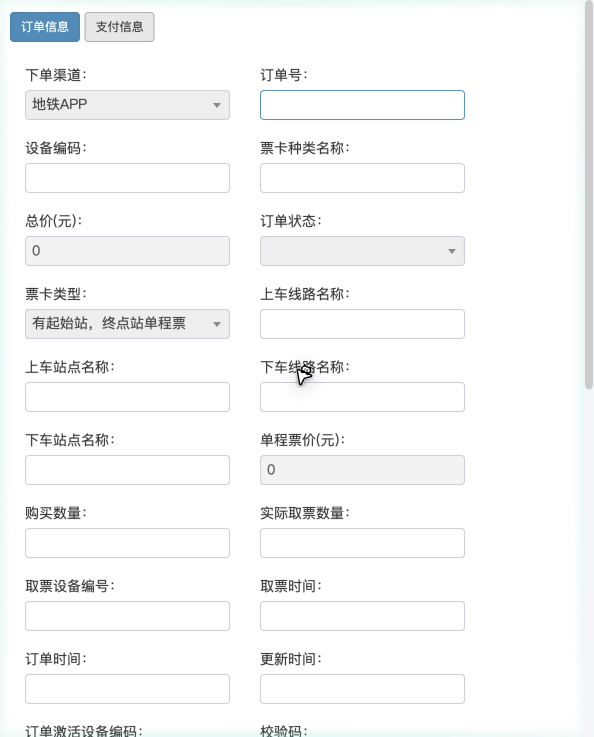 订单信息 支付信息
下单渠道: 订单号:
地铁APP
设备编码: 票卡种类名称:
总价(元): 订单状态:
0
票卡类型: 上车线路名称:
有起始站，终点站单程票
上车站点名称: 下车线路名称:
下车站点名称: 单程票价(元):
0
购买数量: 实际取票数量:
取票设备编号: 取票时间:
订单时间: 更新时间:
订单激活设备编码: 校验码: